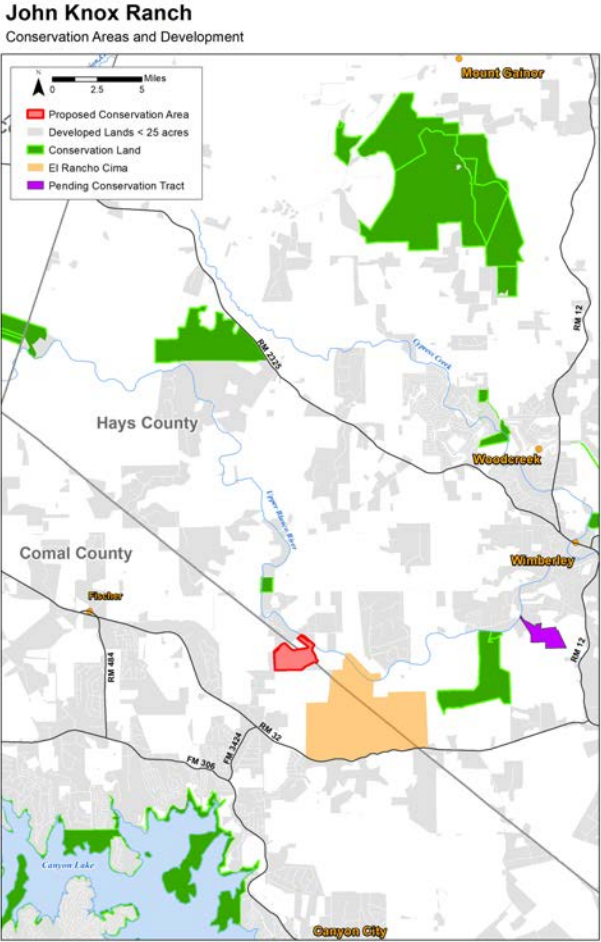 John Knox Ranch
Conservation Areas and Development
N
Miles
0 2.5 5
Proposed Conservation Area
Developed Lands < 25 acres
Conservation Land
El Rancho Cima
Pending Conservation Tract
Mount Gainor
RM 12
RM 2325
Cypress Creek
Hays County
Woodcreek
Upper Blanco River
Comal County
Wimberley
Fischer
RM 484
RM 12
RM 32
FM 3424
FM 306
Canyon Lake
Canyon City